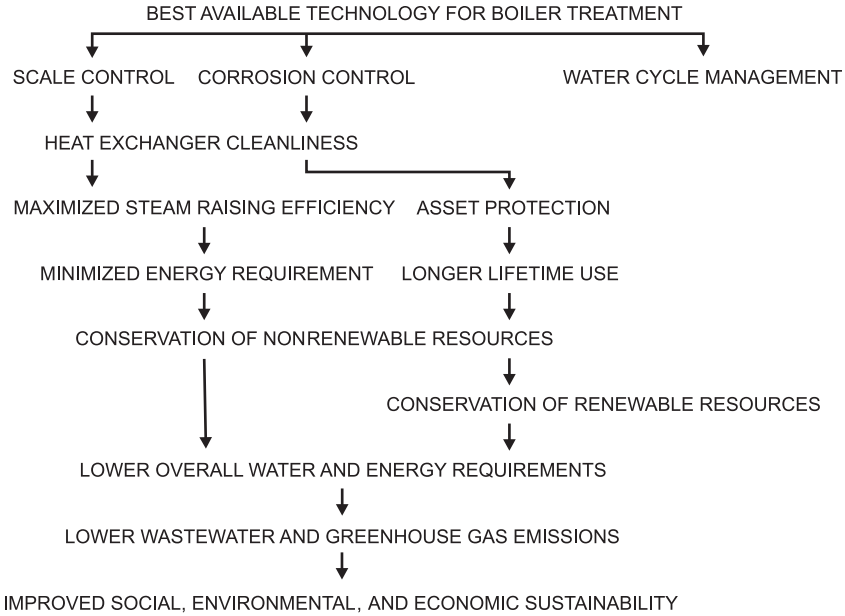 BEST AVAILABLE TECHNOLOGY FOR BOILER TREATMENT
SCALE CONTROL
CORROSION CONTROL
WATER CYCLE MANAGEMENT
HEAT EXCHANGER CLEANLINESS
MAXIMIZED STEAM RAISING EFFICIENCY
ASSET PROTECTION
MINIMIZED ENERGY REQUIREMENT
LONGER LIFETIME USE
CONSERVATION OF NONRENEWABLE RESOURCES
CONSERVATION OF RENEWABLE RESOURCES
LOWER OVERALL WATER AND ENERGY REQUIREMENTS
LOWER WASTEWATER AND GREENHOUSE GAS EMISSIONS
IMPROVED SOCIAL, ENVIRONMENTAL, AND ECONOMIC SUSTAINABILITY